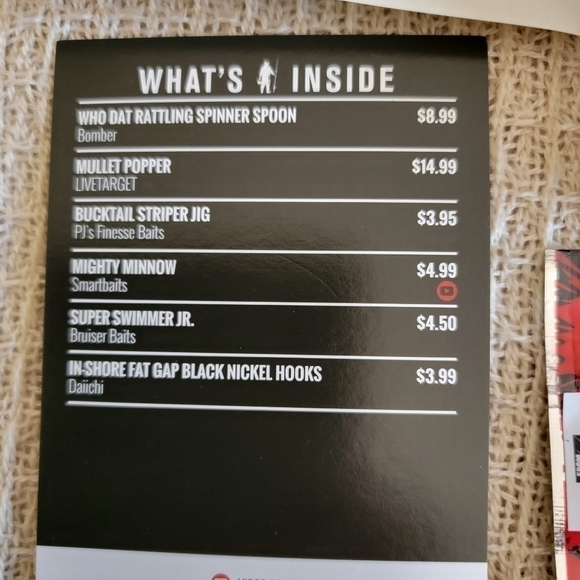 WHAT'S INSIDE
WHO DAT RATTLING SPINNER SPOON $8.99
Bomber
MULLET POPPER $14.99
LIVETARGET
BUCKTAIL STRIPER JIG $3.95
PJ's Finesse Baits
MIGHTY MINNOW $4.99
Smartbaits
SUPER SWIMMER JR. $4.50
Bruiser Baits
IN-SHORE FAT GAP BLACK NICKEL HOOKS $3.99
Daiichi